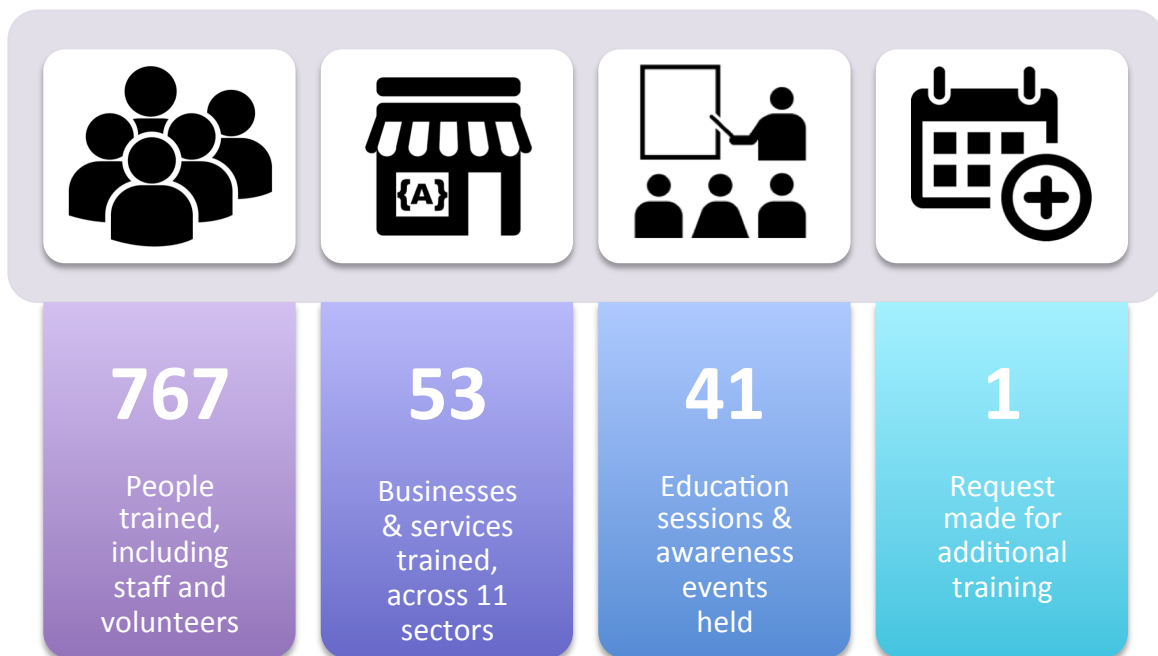 {A}
767
People
trained,
including
staff and
volunteers
53
Businesses
& services
trained,
across 11
sectors
41
Education
sessions &
awareness
events
held
1
Request
made for
additional
training